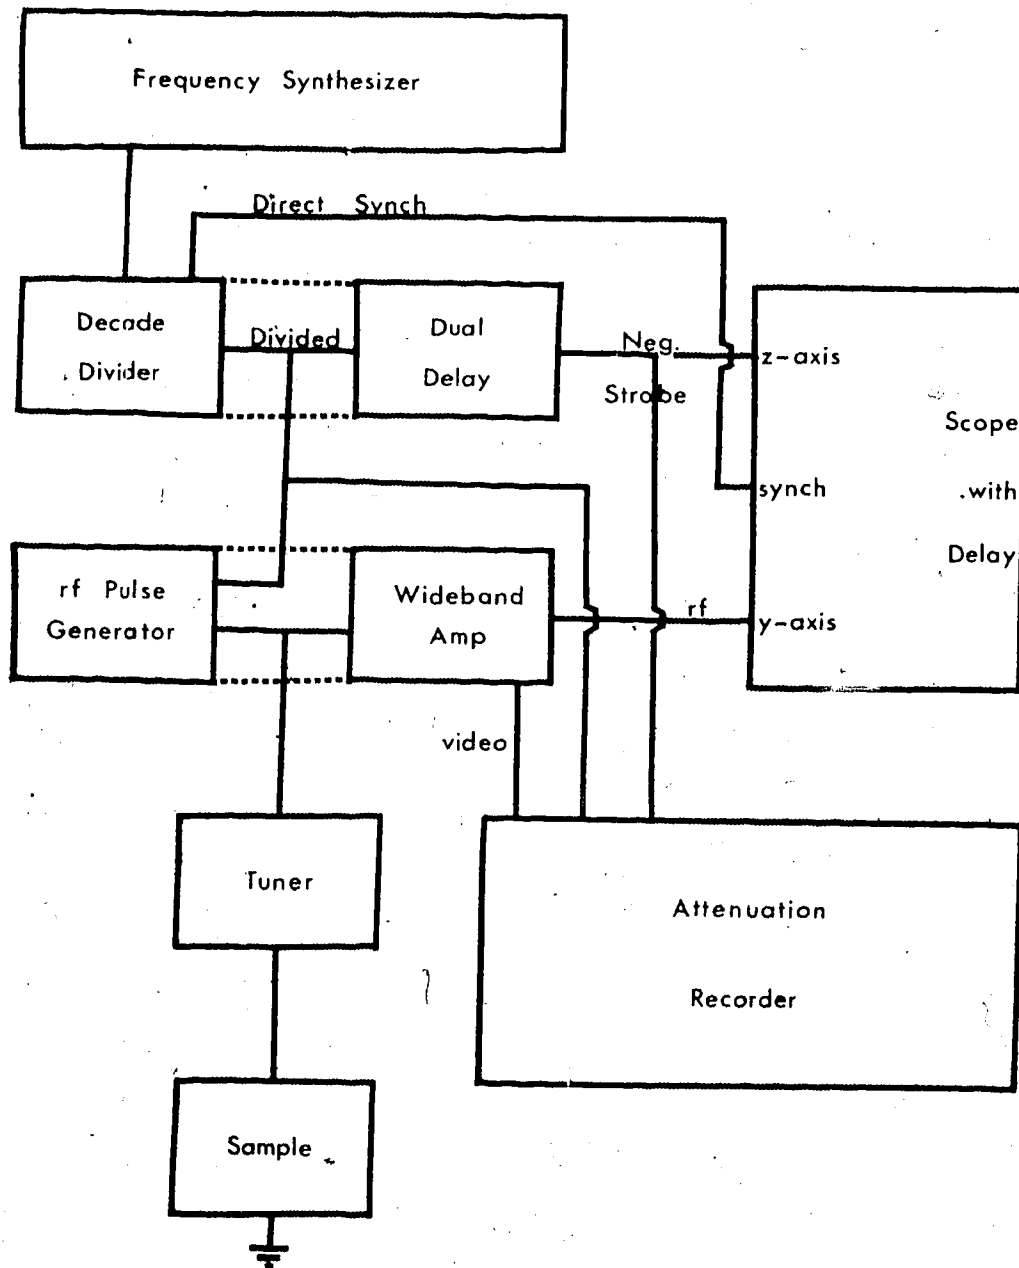 Frequency Synthesizer
Direct Synch
Decade
Divider
Divided
Dual
Delay
Neg.
Strobe
z-axis
synch
y-axis
Scope
with
Delay
rf Pulse
Generator
Wideband
Amp
rf
video
Tuner
Attenuation
Recorder
Sample